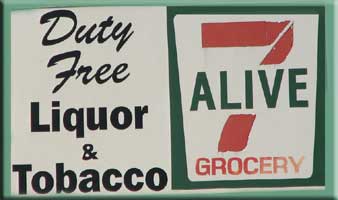 Duty
Free
Liquor
&
Tobacco
7
ALIVE
GROCERY